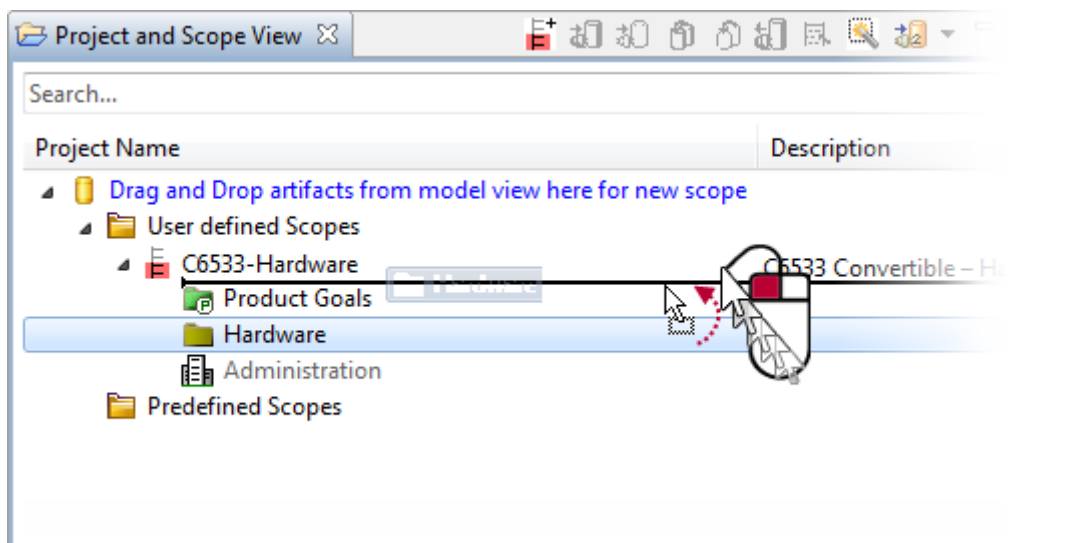 Project and Scope View
Search...
Project Name Description
Drag and Drop artifacts from model view here for new scope
User defined Scopes
C6533-Hardware C6533 Convertible –
Product Goals
Hardware
Administration
Predefined Scopes